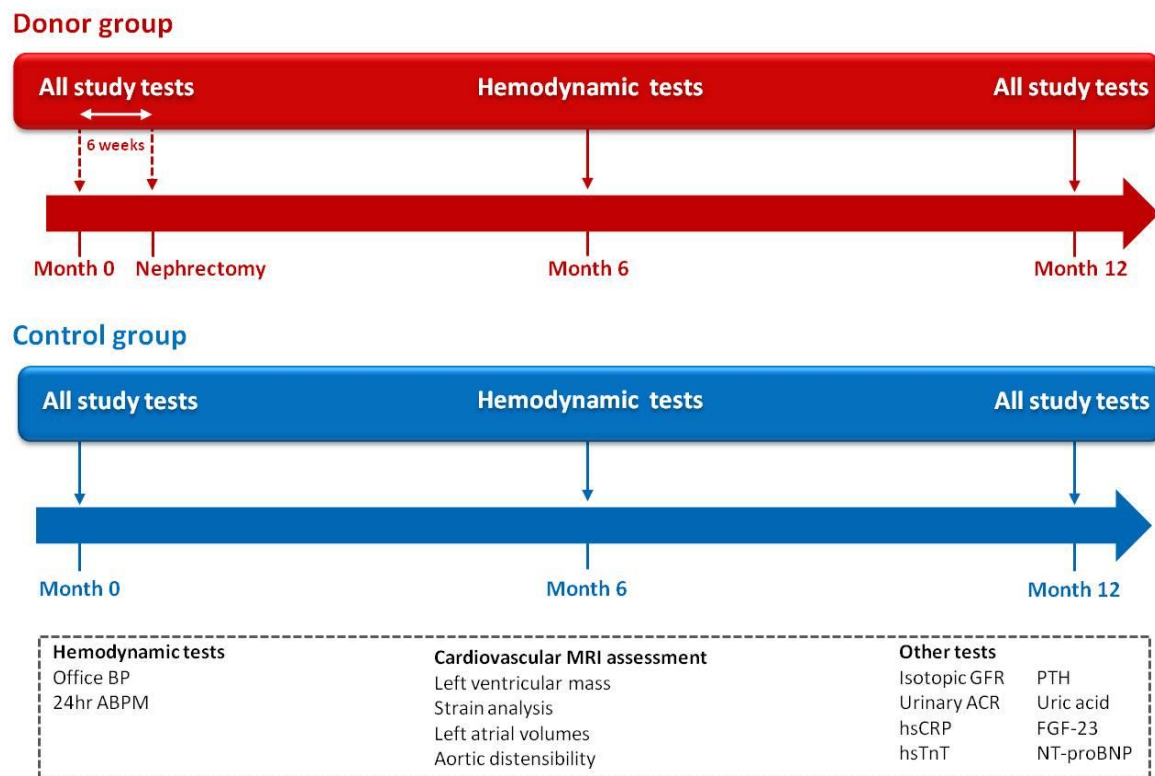 Donor group
All study tests
Hemodynamic tests
All study tests
6 weeks
Month 0
Nephrectomy
Month 6
Month 12
Control group
All study tests
Hemodynamic tests
All study tests
Month 0
Month 6
Month 12
Hemodynamic tests
Office BP
24hr ABPM
Cardiovascular MRI assessment
Left ventricular mass
Strain analysis
Left atrial volumes
Aortic distensibility
Other tests
Isotopic GFR
Urinary ACR
hsCRP
hsTnT
PTH
Uric acid
FGF-23
NT-proBNP